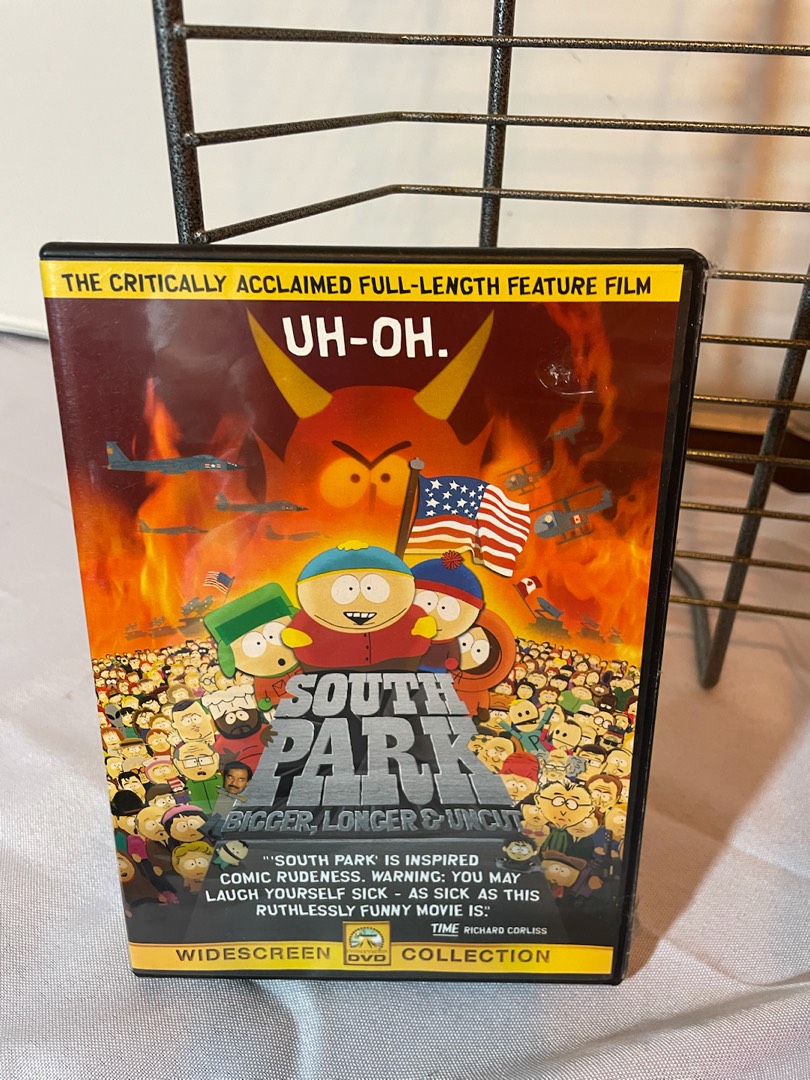 THE CRITICALLY ACCLAIMED FULL-LENGTH FEATURE FILM
UH-OH.
SOUTH
PARK
BIGGER, LONGER & UNCUT
"'SOUTH PARK' IS INSPIRED
COMIC RUDENESS. WARNING: YOU MAY
LAUGH YOURSELF SICK - AS SICK AS THIS
RUTHLESSLY FUNNY MOVIE IS."
TIME RICHARD CORLISS
WIDESCREEN DVD COLLECTION